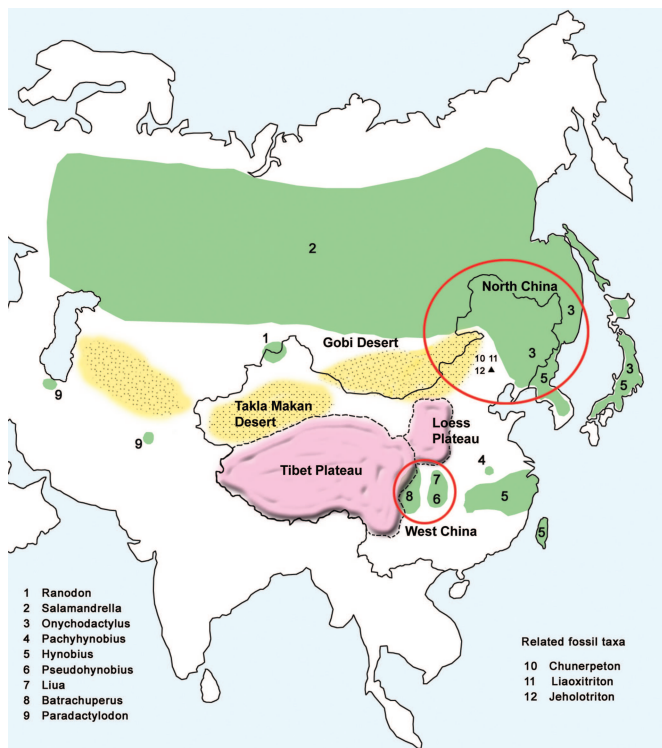 2
North China
3
1
Gobi Desert
10 11
12
3
3
5
5
9
Takla Makan
Desert
Loess
Plateau
9
Tibet Plateau
4
7
8
6
5
West China
5
1 Ranodon
2 Salamandrella
3 Onychodactylus
4 Pachyhynobius
5 Hynobius
6 Pseudohynobius
7 Liua
8 Batrachuperus
9 Paradactylodon
Related fossil taxa
10 Chunerpeton
11 Liaoxitriton
12 Jeholotriton